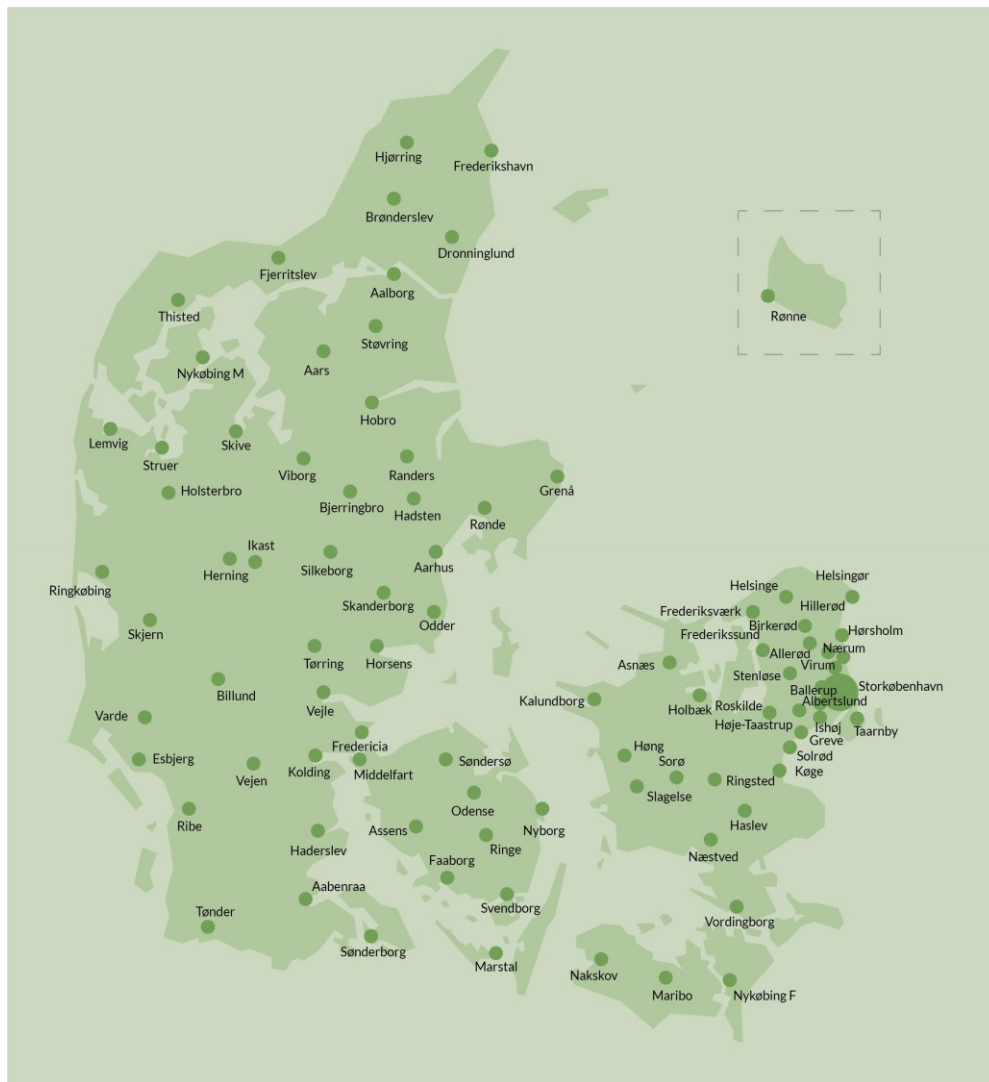 Hjørring
Frederikshavn
Brønderslev
Dronninglund
Fjerritslev
Aalborg
Thisted
Rønne
Støvring
Nykøbing M
Aars
Hobro
Lemvig
Skive
Struer
Viborg
Randers
Holsterbro
Grenå
Bjerringbro
Hadsten
Rønde
Ikast
Herning
Silkeborg
Aarhus
Ringkøbing
Skanderborg
Odder
Skjern
Helsingør
Helsinge
Hillerød
Frederiksværk
Bjrkerød
Hørsholm
Frederikssund
Nærum
Allerød
Virum
Tørring
Horsens
Asnæs
Stenløse
Billund
Ballerup
Storkøbenhavn
Kalundborg
Albertslund
Vejle
Holbæk
Roskilde
Varde
Høje-Taastrup
Ishøj
Taarnby
Greve
Fredericia
Høng
Solrød
Esbjerg
Søndersø
Sorø
Køge
Kolding
Middelfart
Vejen
Ringsted
Slagelse
Odense
Haslev
Ribe
Assens
Nyborg
Haderslev
Ringe
Næstved
Faaborg
Aabenraa
Svendborg
Tønder
Vordingborg
Sønderborg
Marstal
Nakskov
Maribo
Nykøbing F